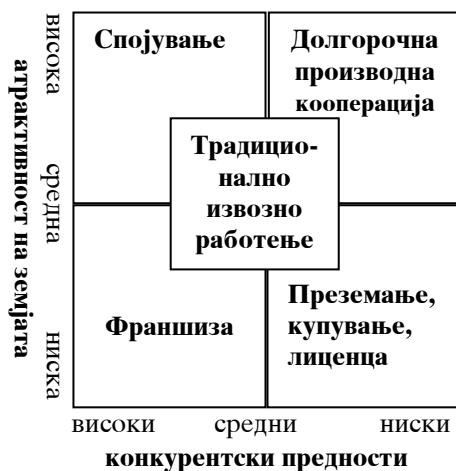 висока
средна
ниска
атрактивност на земјата
Спојување
Долгорочна
производна
кооперација
Традицио-
нално
извозно
работење
Франшиза
Преземање,
купување,
лиценца
високи средни ниски
конкурентски предности